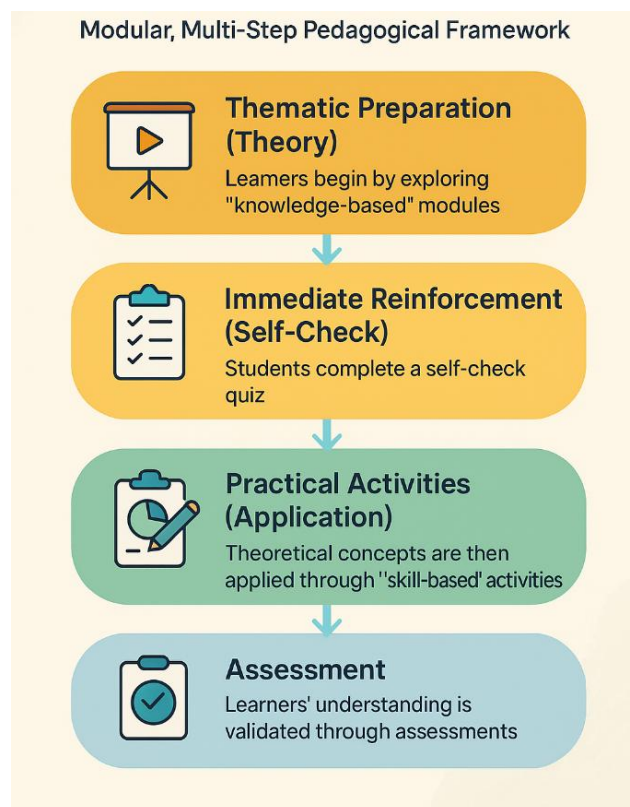 Modular, Multi-Step Pedagogical Framework
Thematic Preparation
(Theory)
Leamers begin by exploring
"knowledge-based" modules
Immediate Reinforcement
(Self-Check)
Students complete a self-check
quiz
Practical Activities
(Application)
Theoretical concepts are then
applied through ''skill-based' activities
Assessment
Learners' understanding is
validated through assessments